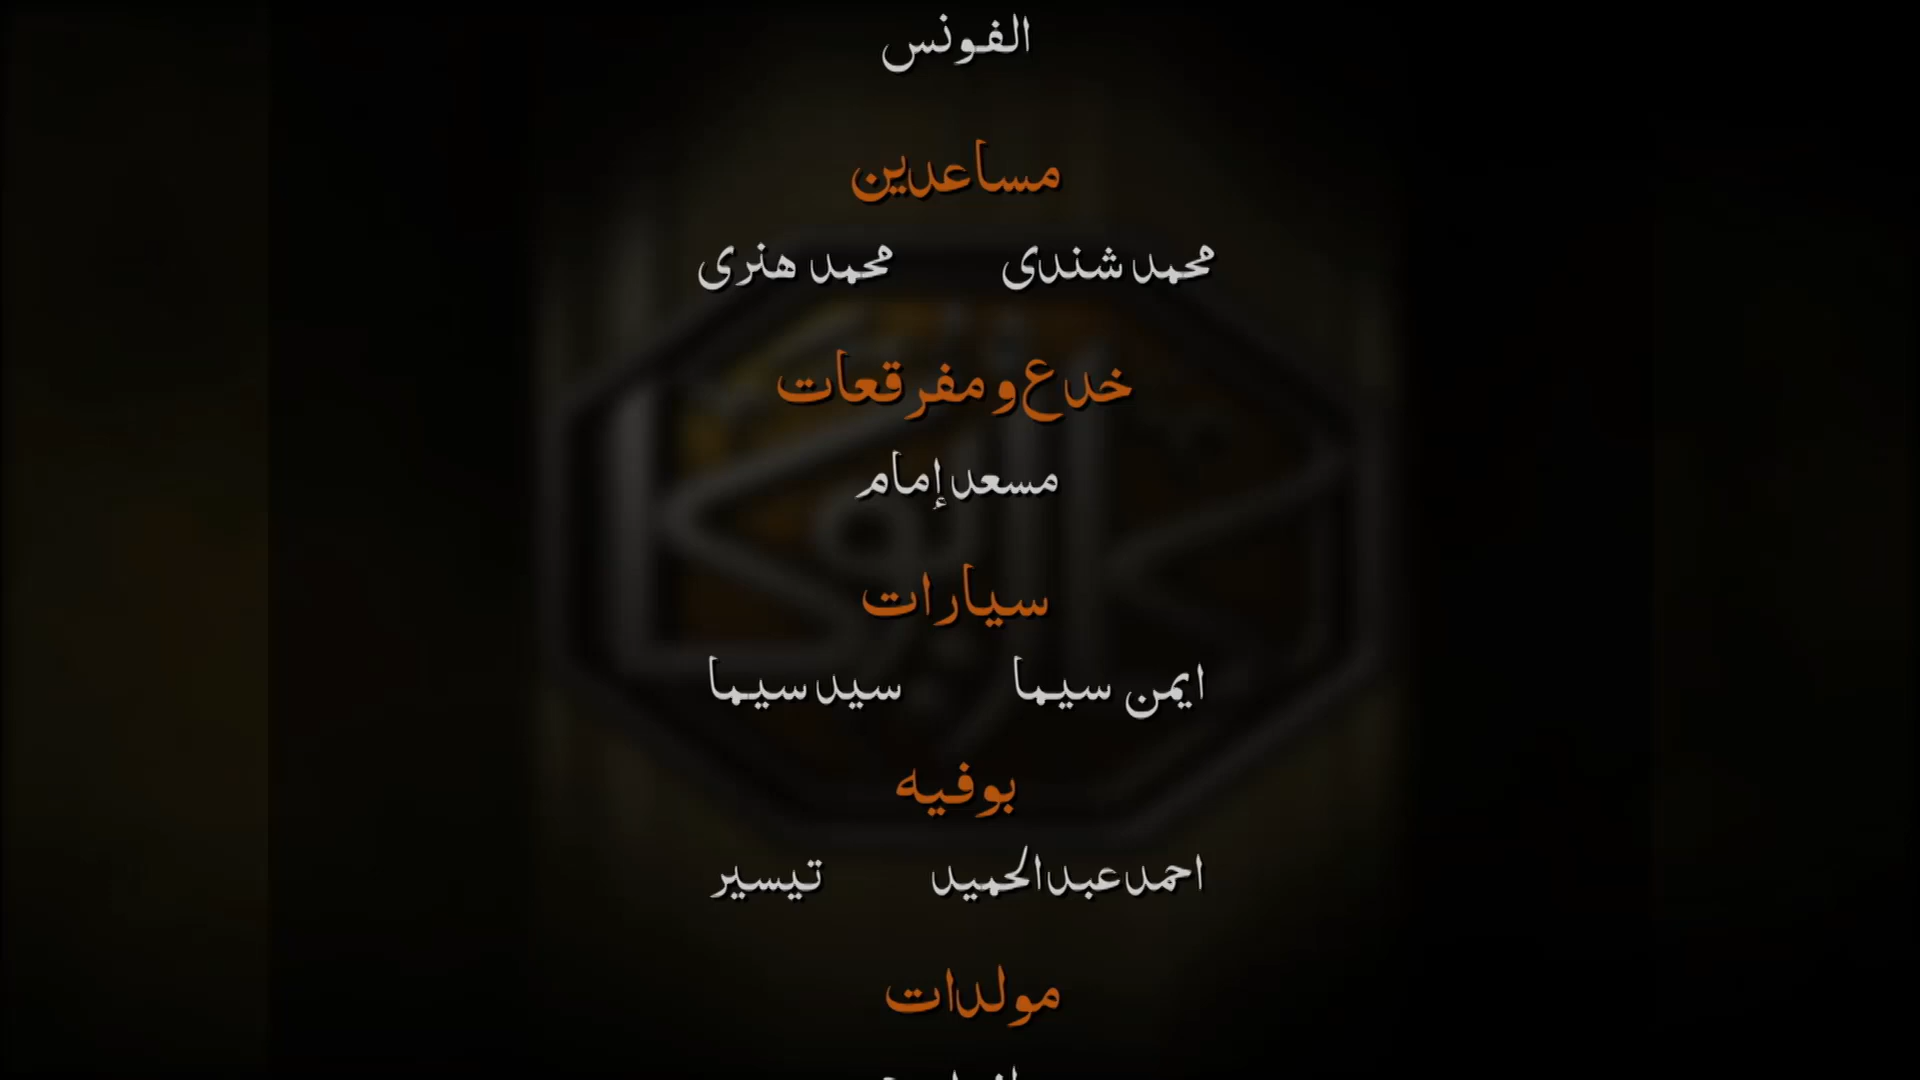 الفونس
مساعدين
محمد شندى محمد هنرى
خدع و مفرقعات
مسعد إمام
سيارات
ايمن سيما سيد سيما
بوفيه
احمد عبد الحميد تيسير
مولدات